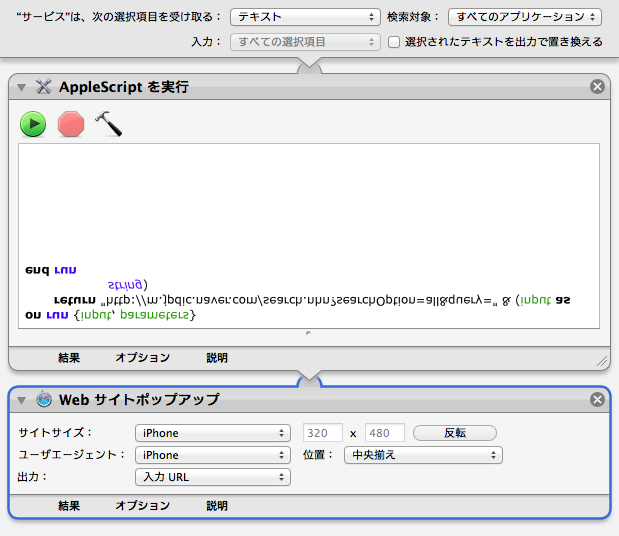 "サービス"は、次の選択項目を受け取る： テキスト 検索対象： すべてのアプリケーション
入力： すべての選択項目 選択されたテキストを出力で置き換える
AppleScript を実行
on run {input, parameters}
return "http://m.jpdic.naver.com/search.nhn?searchOption=all&query=" & (input as
string)
end run
結果 オプション 説明
Web サイトポップアップ
サイトサイズ： iPhone 320 x 480 反転
ユーザエージェント： iPhone 位置： 中央揃え
出力： 入力 URL
結果 オプション 説明